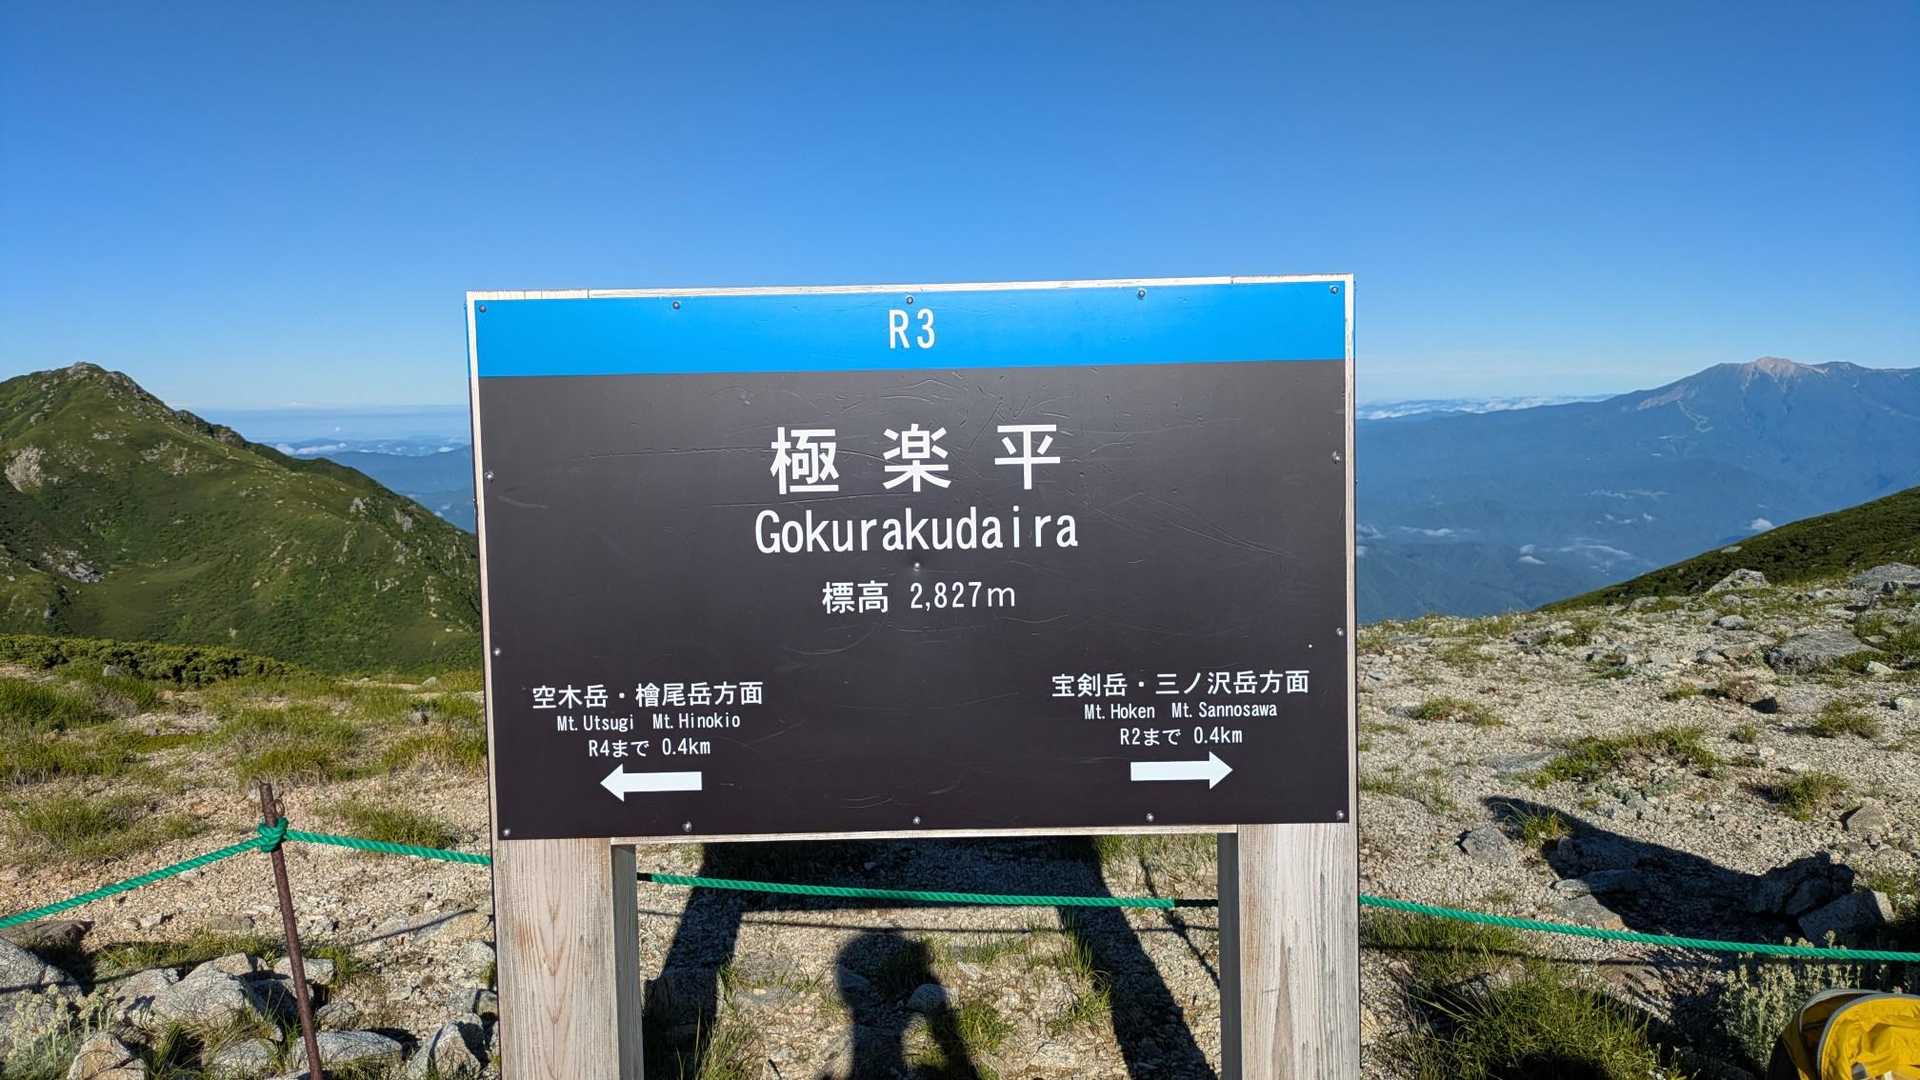 R3
極楽平
Gokurakudaira
標高 2,827m
空木岳・檜尾岳方面
Mt.Utsugi Mt.Hinokio
R4まで 0.4km
宝剣岳・三ノ沢岳方面
Mt.Hoken Mt.Sannosawa
R2まで 0.4km